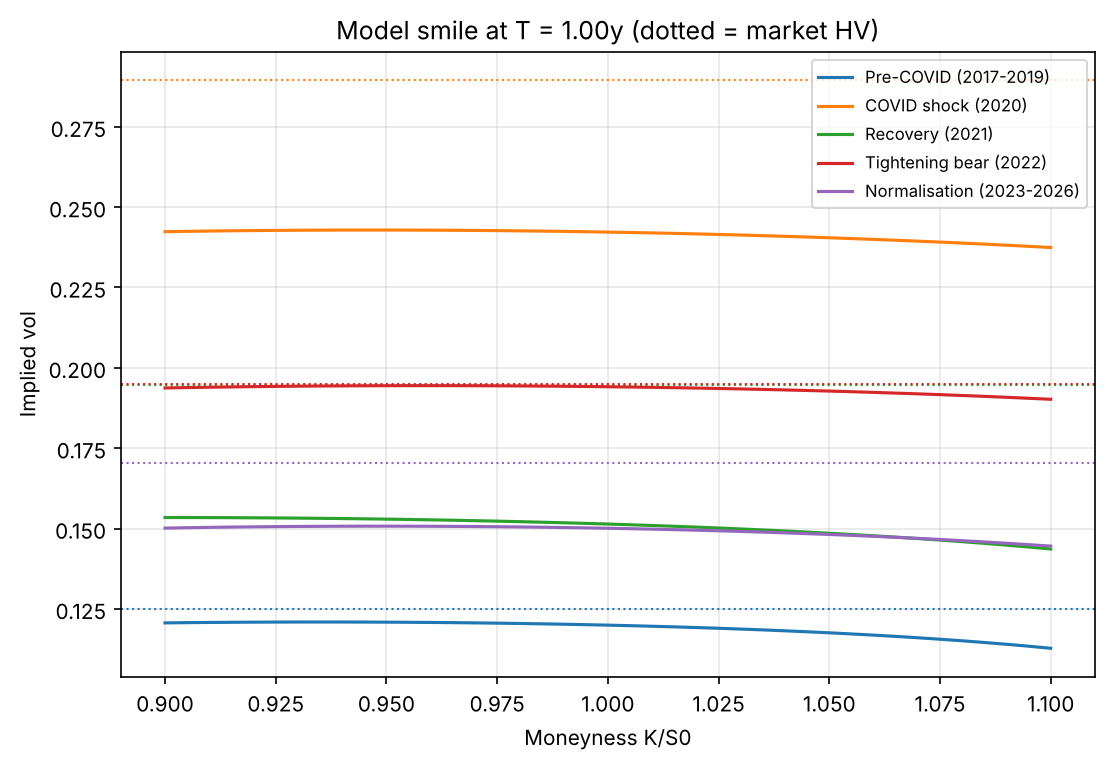 Model smile at T = 1.00y (dotted = market HV)
Pre-COVID (2017-2019)
COVID shock (2020)
Recovery (2021)
Tightening bear (2022)
Normalisation (2023-2026)
Implied vol
0.275
0.250
0.225
0.200
0.175
0.150
0.125
0.900 0.925 0.950 0.975 1.000 1.025 1.050 1.075 1.100
Moneyness K/S0